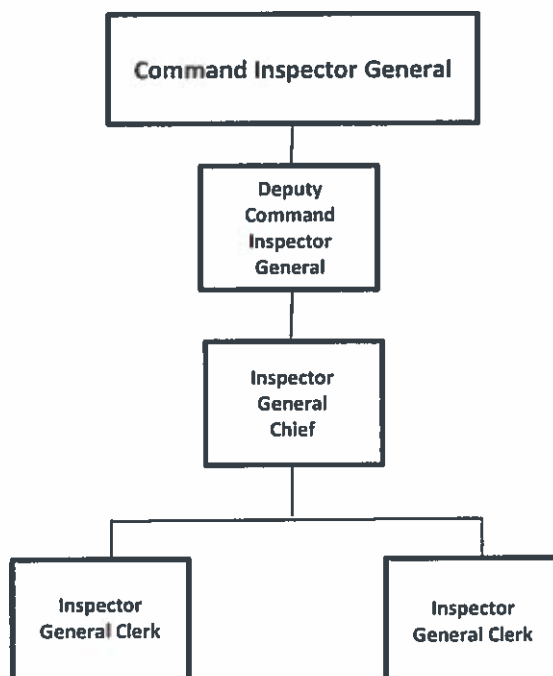 Command Inspector General
Deputy
Command
Inspector
General
Inspector
General
Chief
Inspector
General Clerk
Inspector
General Clerk